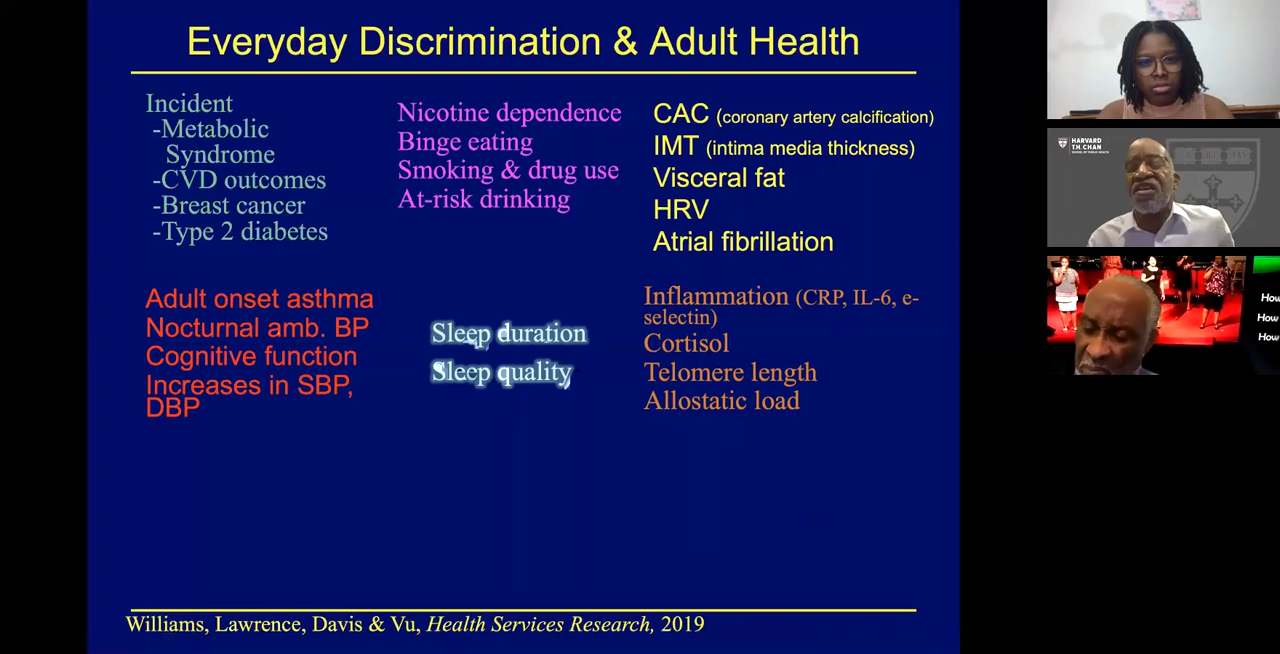 Everyday Discrimination & Adult Health
Incident
-Metabolic
Syndrome
-CVD outcomes
-Breast cancer
-Type 2 diabetes
Nicotine dependence
Binge eating
Smoking & drug use
At-risk drinking
CAC (coronary artery calcification)
IMT (intima media thickness)
Visceral fat
HRV
Atrial fibrillation
Adult onset asthma
Nocturnal amb. BP
Cognitive function
Increases in SBP,
DBP
Sleep duration
Sleep quality
Inflammation (CRP, IL-6, e-
selectin)
Cortisol
Telomere length
Allostatic load
Williams, Lawrence, Davis & Vu, Health Services Research, 2019
HARVARD
T.H. CHAN
SCHOOL OF PUBLIC HEALTH
How
How
How